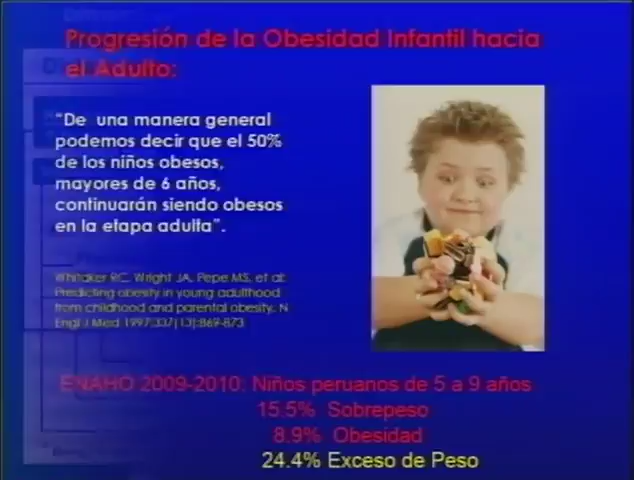 Progresión de la Obesidad Infantil hacia
el Adulto:
"De una manera general
podemos decir que el 50%
de los niños obesos,
mayores de 6 años,
continuarán siendo obesos
en la etapa adulta".
Whitaker RC, Wright JA, Pepe MS, et al:
Predicting obesity in young adulthood
from childhood and parental obesity. N
Engl J Med 1997;337(13):869-873
ENAHO 2009-2010: Niños peruanos de 5 a 9 años
15.5% Sobrepeso
8.9% Obesidad
24.4% Exceso de Peso